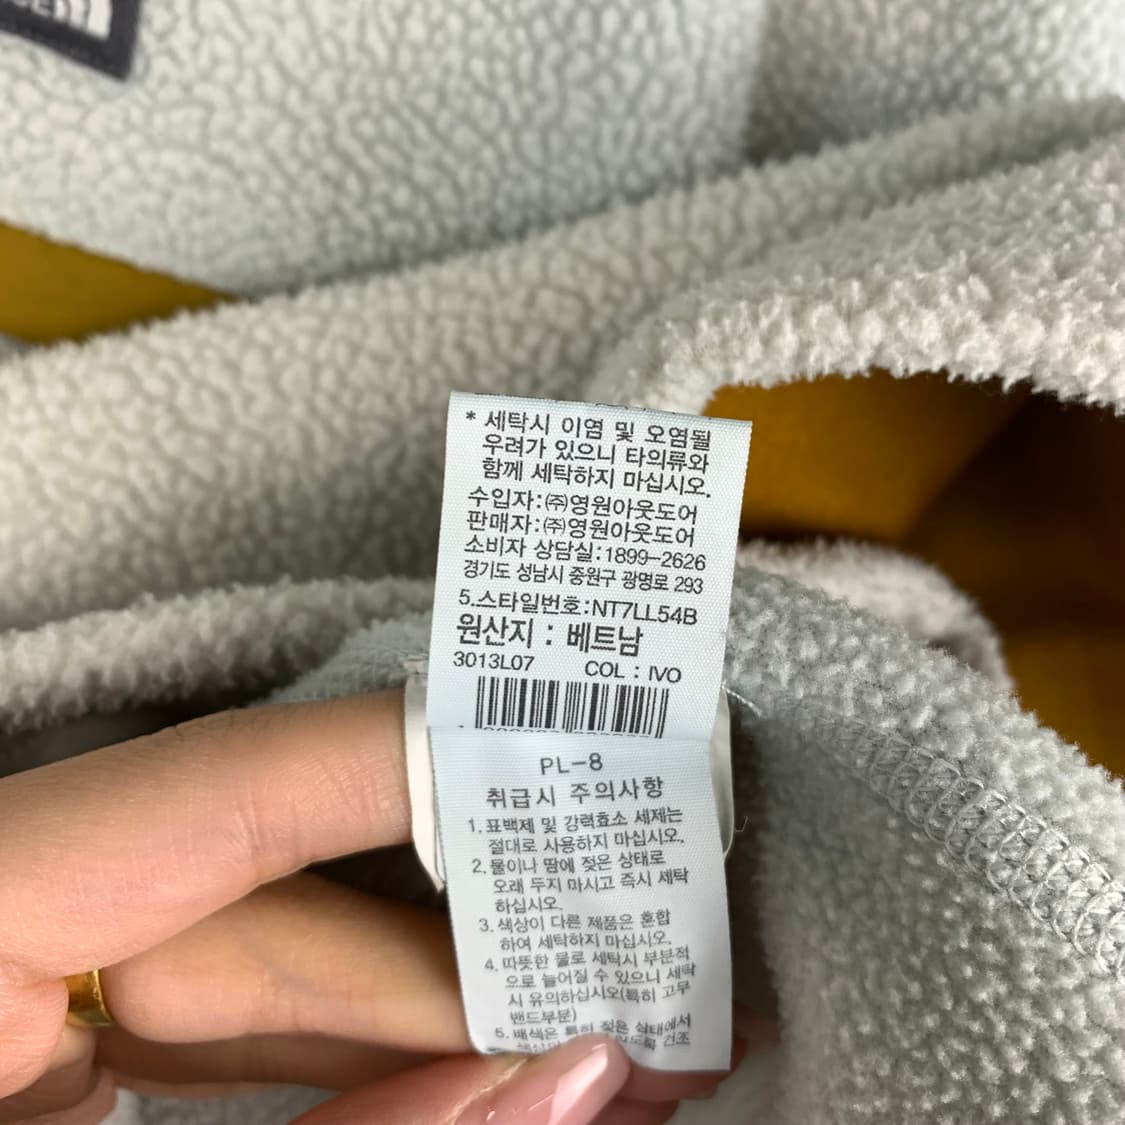 * 세탁시 이염 및 오염될
우려가 있으니 타의류와
함께 세탁하지 마십시오.
수입자:㈜영원아웃도어
판매자:㈜영원아웃도어
소비자 상담실:1899-2626
경기도 성남시 중원구 광명로 293
5.스타일번호:NT7LL54B
원산지 : 베트남
3013L07 COL : IVO
PL-8
취급시 주의사항
1.표백제 및 강력효소 세제는
절대로 사용하지 마십시오.
2.물이나 땀에 젖은 상태로
오래 두지 마시고 즉시 세탁
하십시오.
3.색상이 다른 제품은 혼합
하여 세탁하지 마십시오.
4.따뜻한 물로 세탁시 부분적
으로 늘어질 수 있으니 세탁
시 유의하십시오(특히 고무
밴드부분)
5.배색은 특히 젖은 상태에서
건조